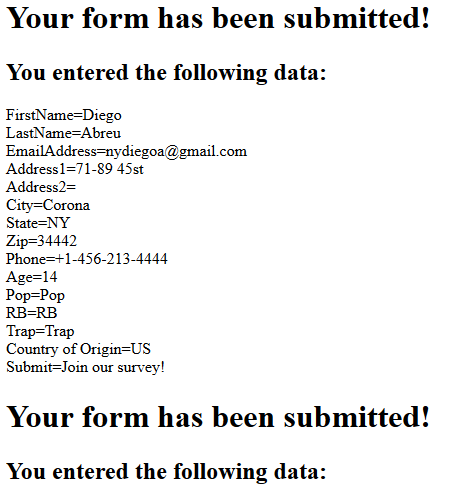 Your form has been submitted!
You entered the following data:
FirstName=Diego
LastName=Abreu
EmailAddress=nydiegoa@gmail.com
Address1=71-89 45st
Address2=
City=Corona
State=NY
Zip=34442
Phone=+1-456-213-4444
Age=14
Pop=Pop
RB=RB
Trap=Trap
Country of Origin=US
Submit=Join our survey!
Your form has been submitted!
You entered the following data: